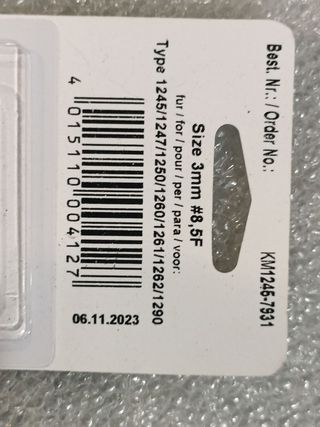 Best. Nr.: / Order No.: KM1245-7931
Size 3mm #8,5F
fur / for / pour / per / para / voor:
Type 1245/1247/1250/1260/1261/1262/1290
4 015110 004127
06.11.2023